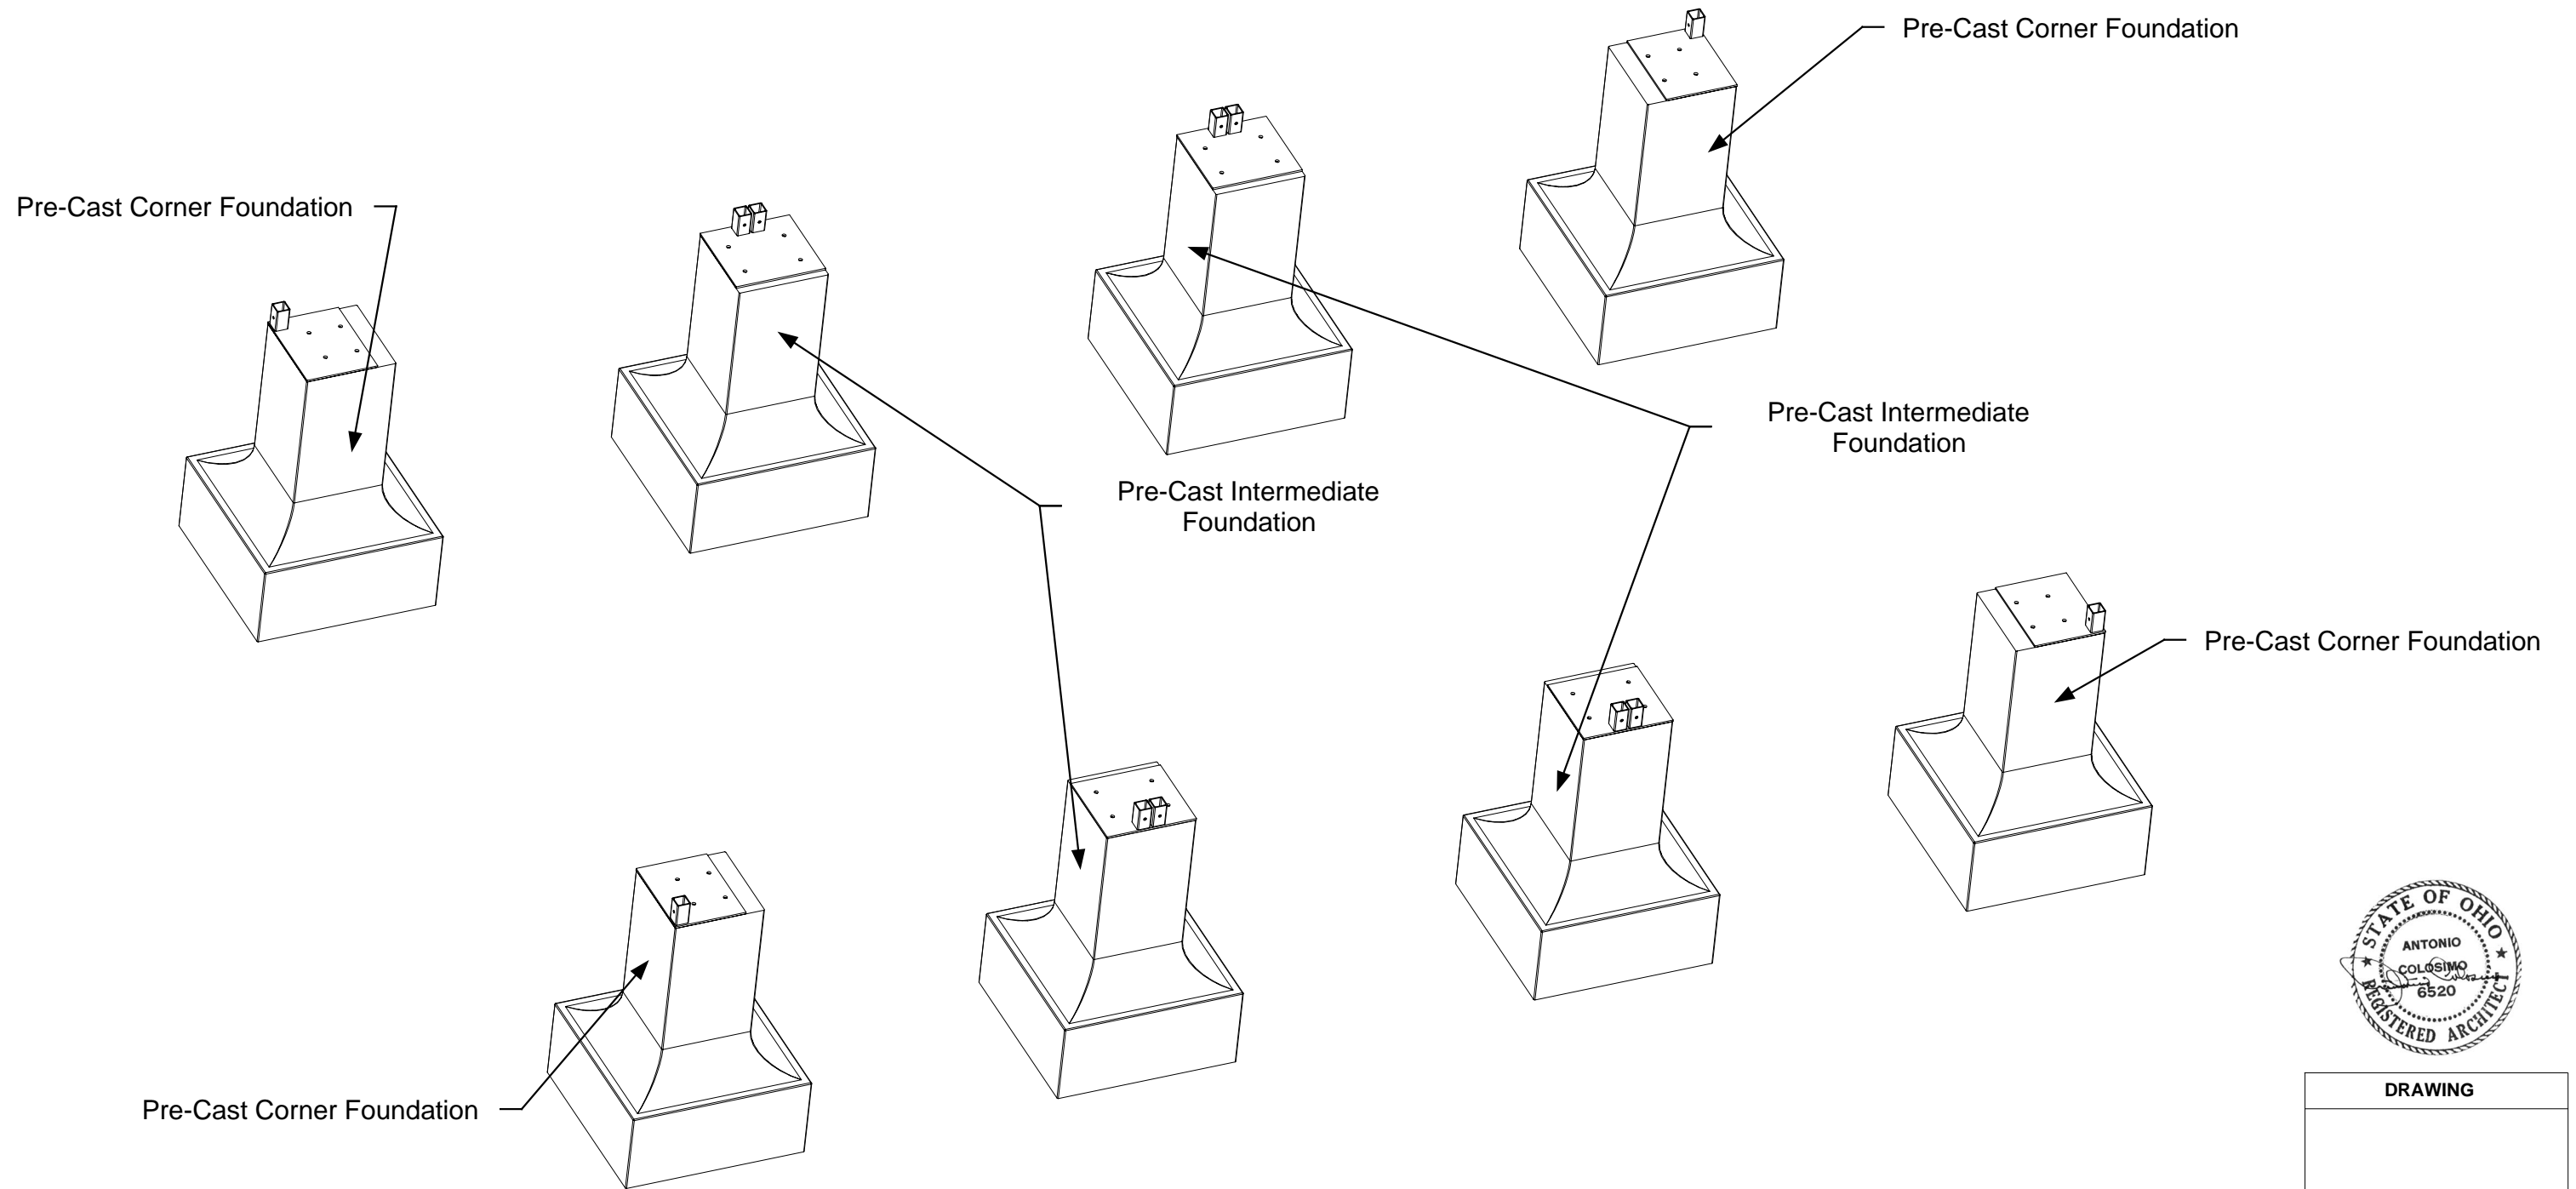 Pre-Cast Corner Foundation
Pre-Cast Corner Foundation
Pre-Cast Intermediate
Foundation
Pre-Cast Intermediate
Foundation
Pre-Cast Corner Foundation
Pre-Cast Corner Foundation
STATE OF OHIO
ANTONIO
COLOSIMO
6520
REGISTERED ARCHITECT
DRAWING